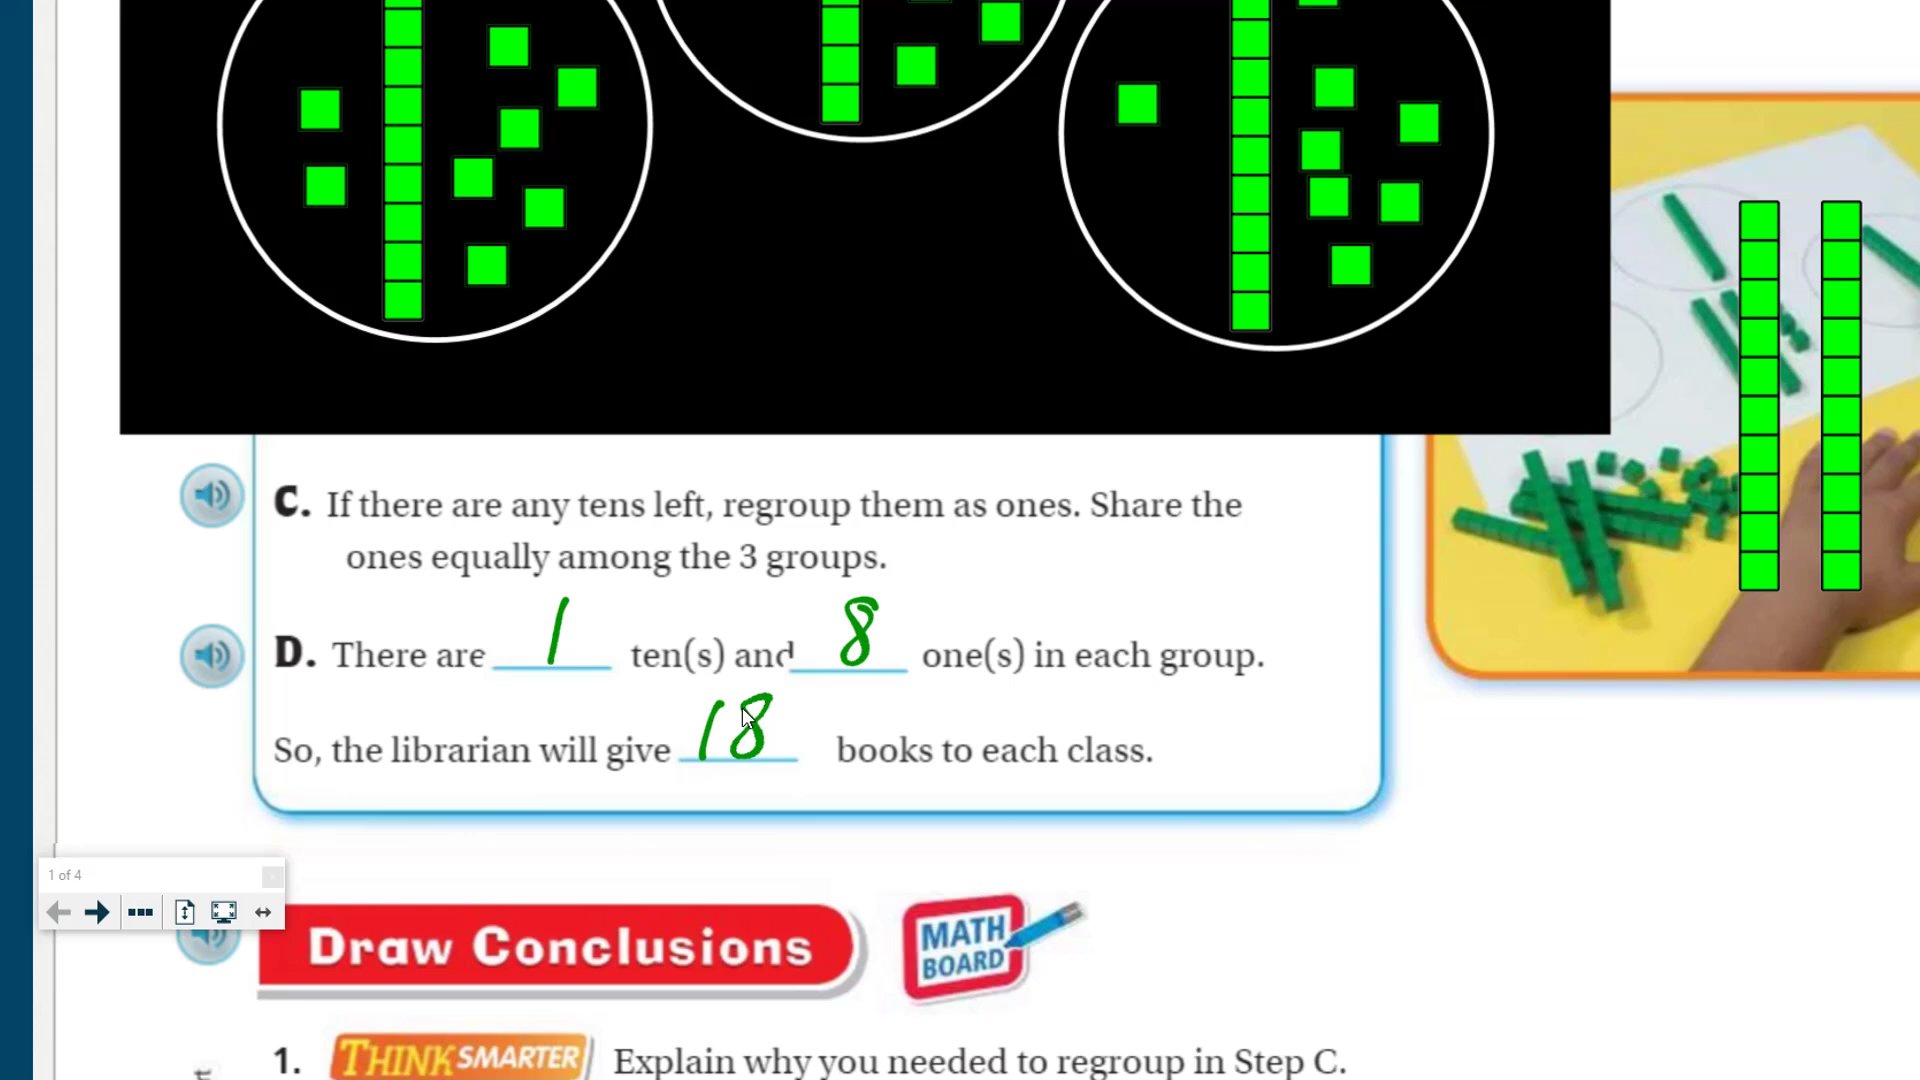 C. If there are any tens left, regroup them as ones. Share the
ones equally among the 3 groups.
D. There are 1 ten(s) and 8 one(s) in each group.
So, the librarian will give 18 books to each class.
1 of 4
Draw Conclusions
MATH
BOARD
1. THINK SMARTER Explain why you needed to regroup in Step C.